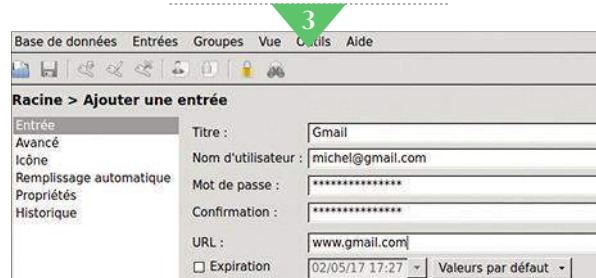 3
Base de données Entrées Groupes Vue Outils Aide
Racine > Ajouter une entrée
Entrée
Avancé
Icône
Remplissage automatique
Propriétés
Historique
Titre : Gmail
Nom d'utilisateur : michel@gmail.com
Mot de passe : ***************
Confirmation : ***************
URL : www.gmail.com
Expiration 02/05/17 17:27 Valeurs par défaut